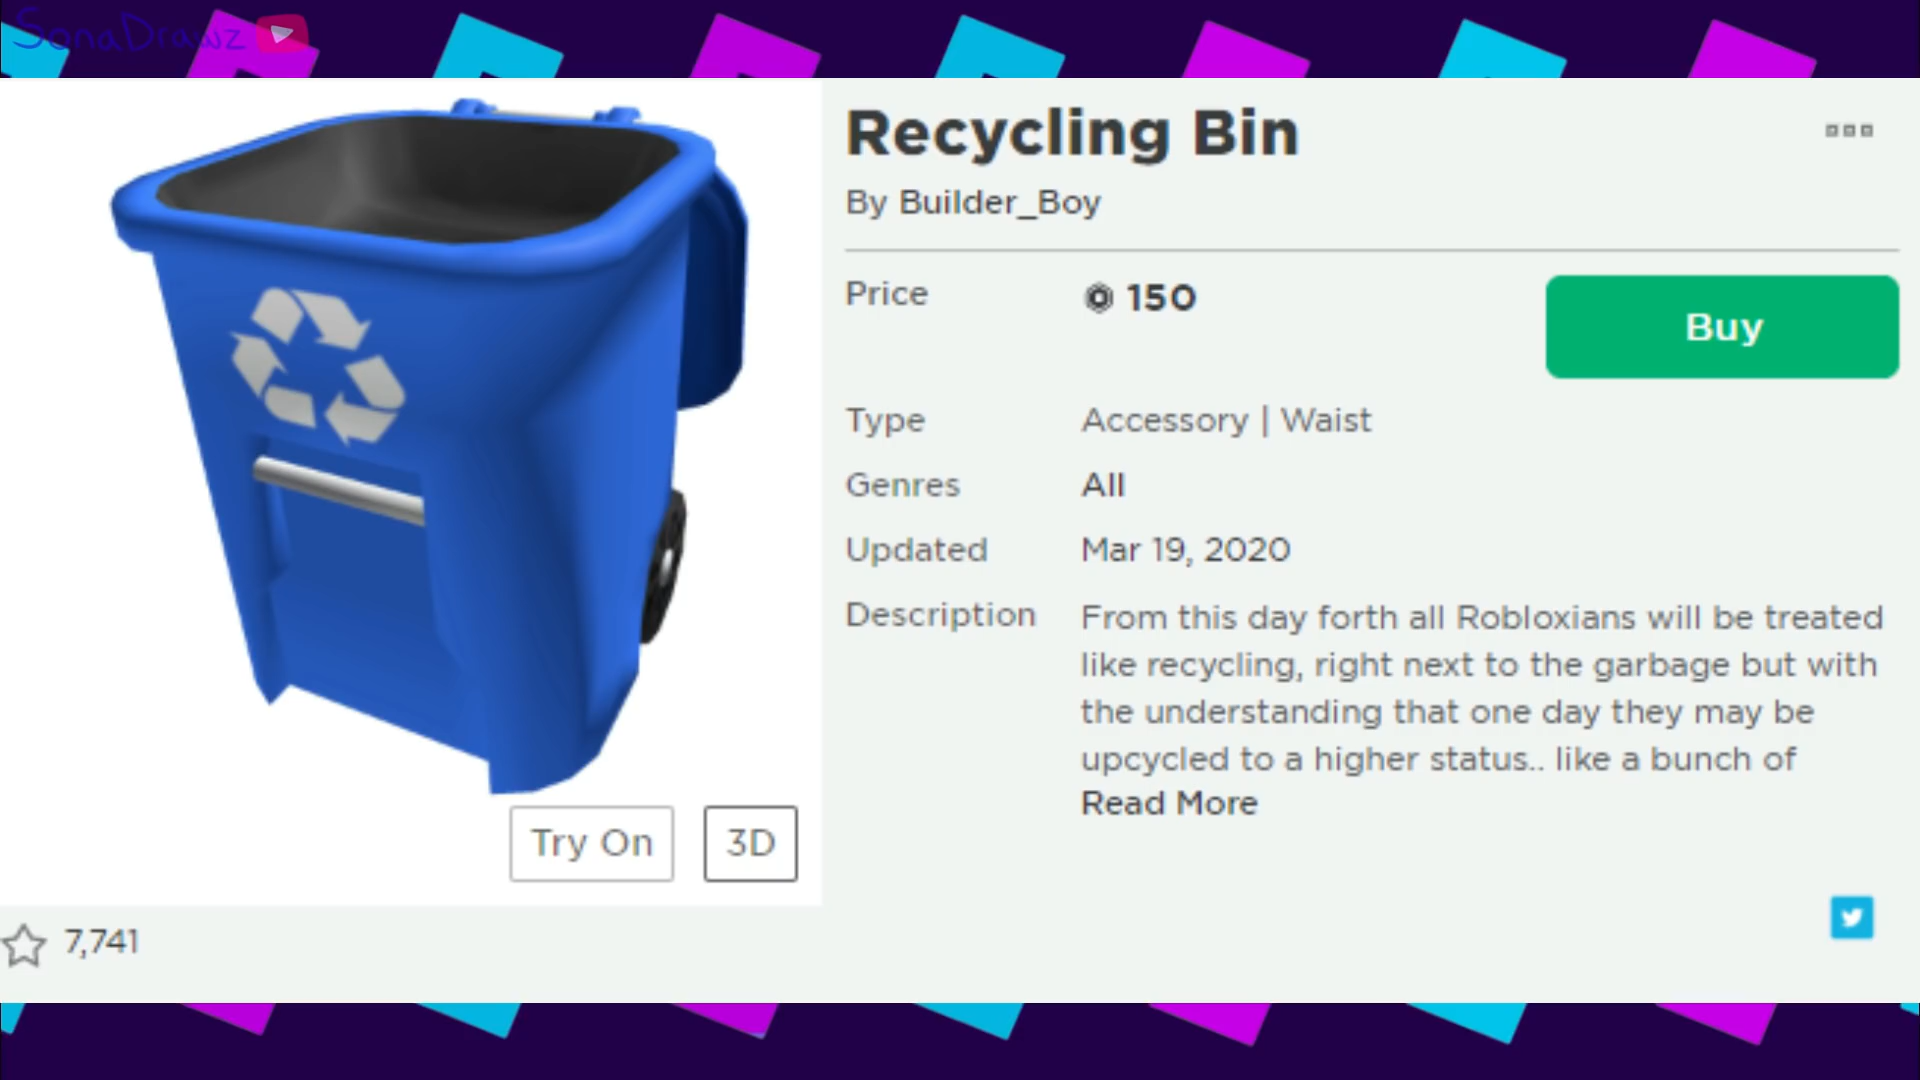 SonaDrawz
Recycling Bin
By Builder_Boy
Price 150
Buy
Type Accessory | Waist
Genres All
Updated Mar 19, 2020
Description From this day forth all Robloxians will be treated
like recycling, right next to the garbage but with
the understanding that one day they may be
upcycled to a higher status.. like a bunch of
Read More
Try On 3D
7,741